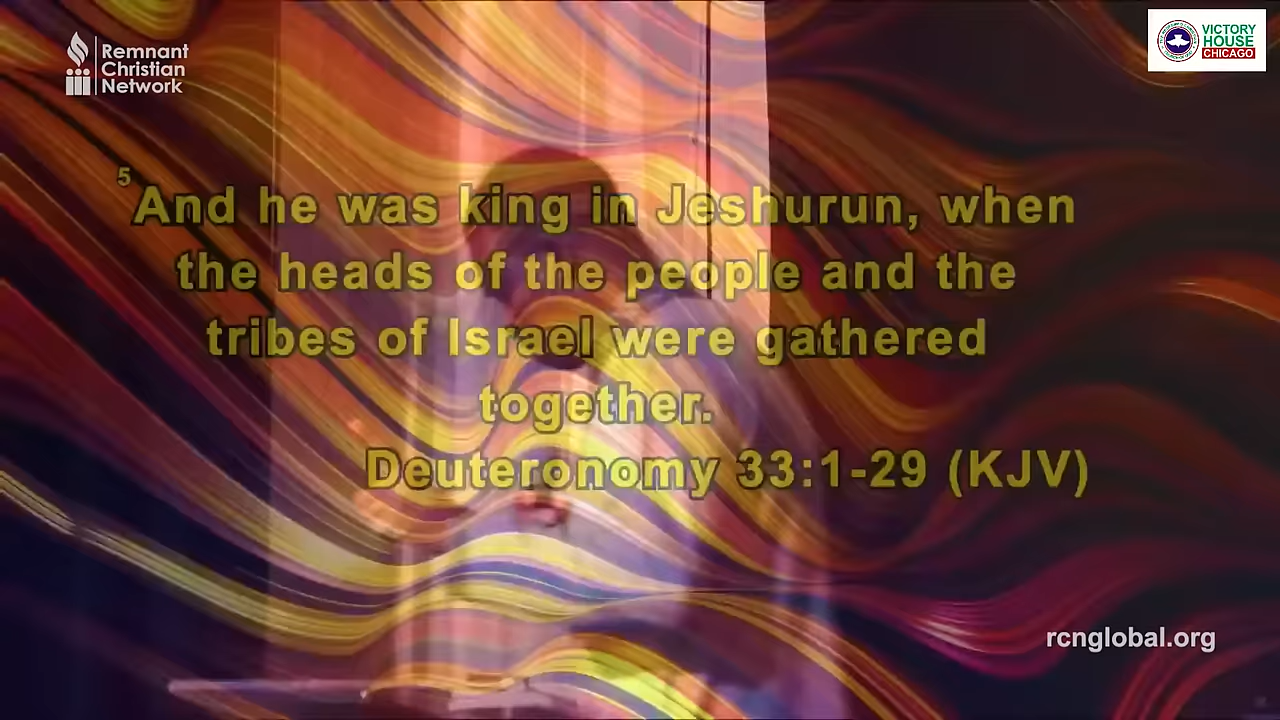 Remnant
Christian
Network
VICTORY
HOUSE
CHICAGO
5
And he was king in Jeshurun, when
the heads of the people and the
tribes of Israel were gathered
together.
Deuteronomy 33:1-29 (KJV)
rcnglobal.org